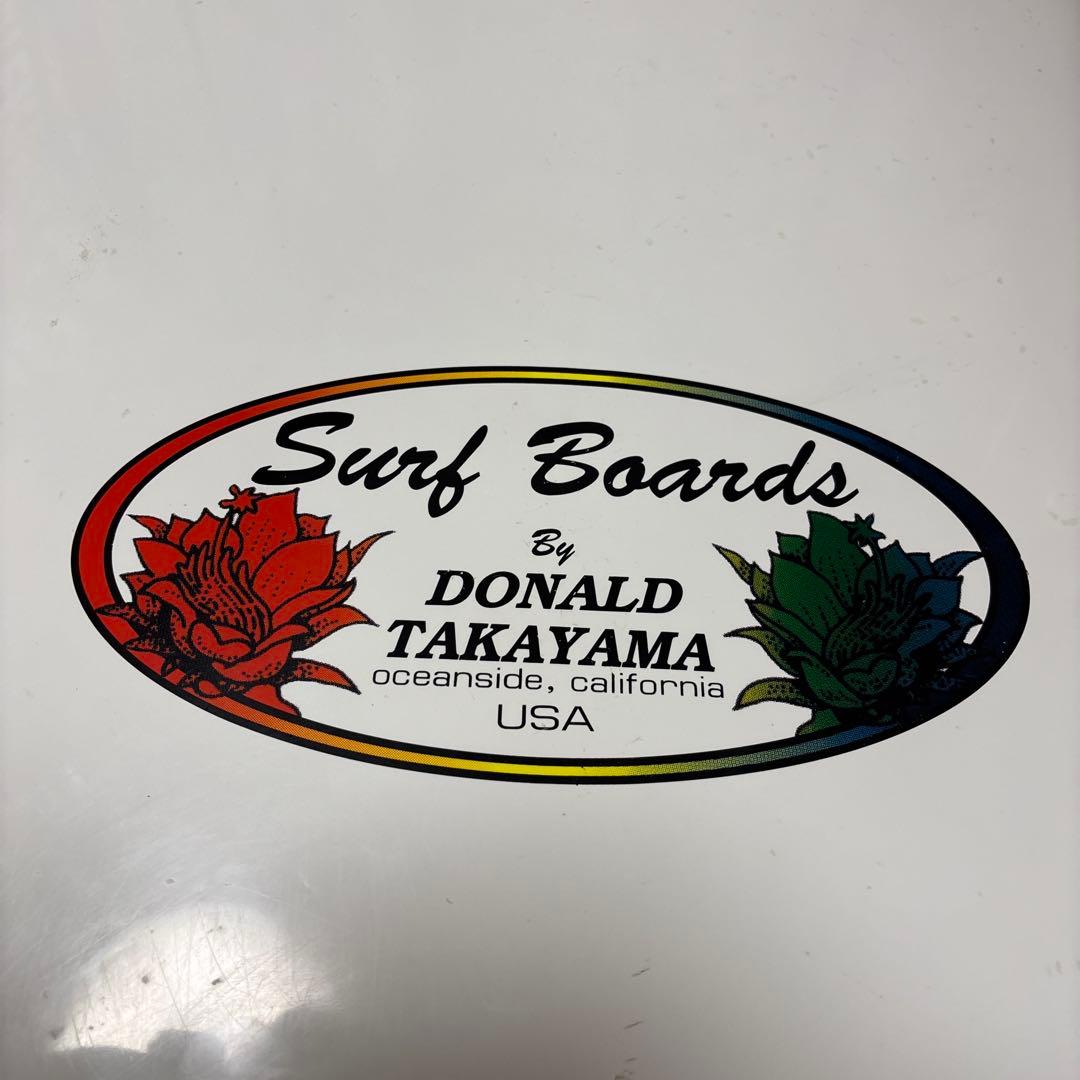 Surf Boards
By
DONALD
TAKAYAMA
oceanside, california
USA